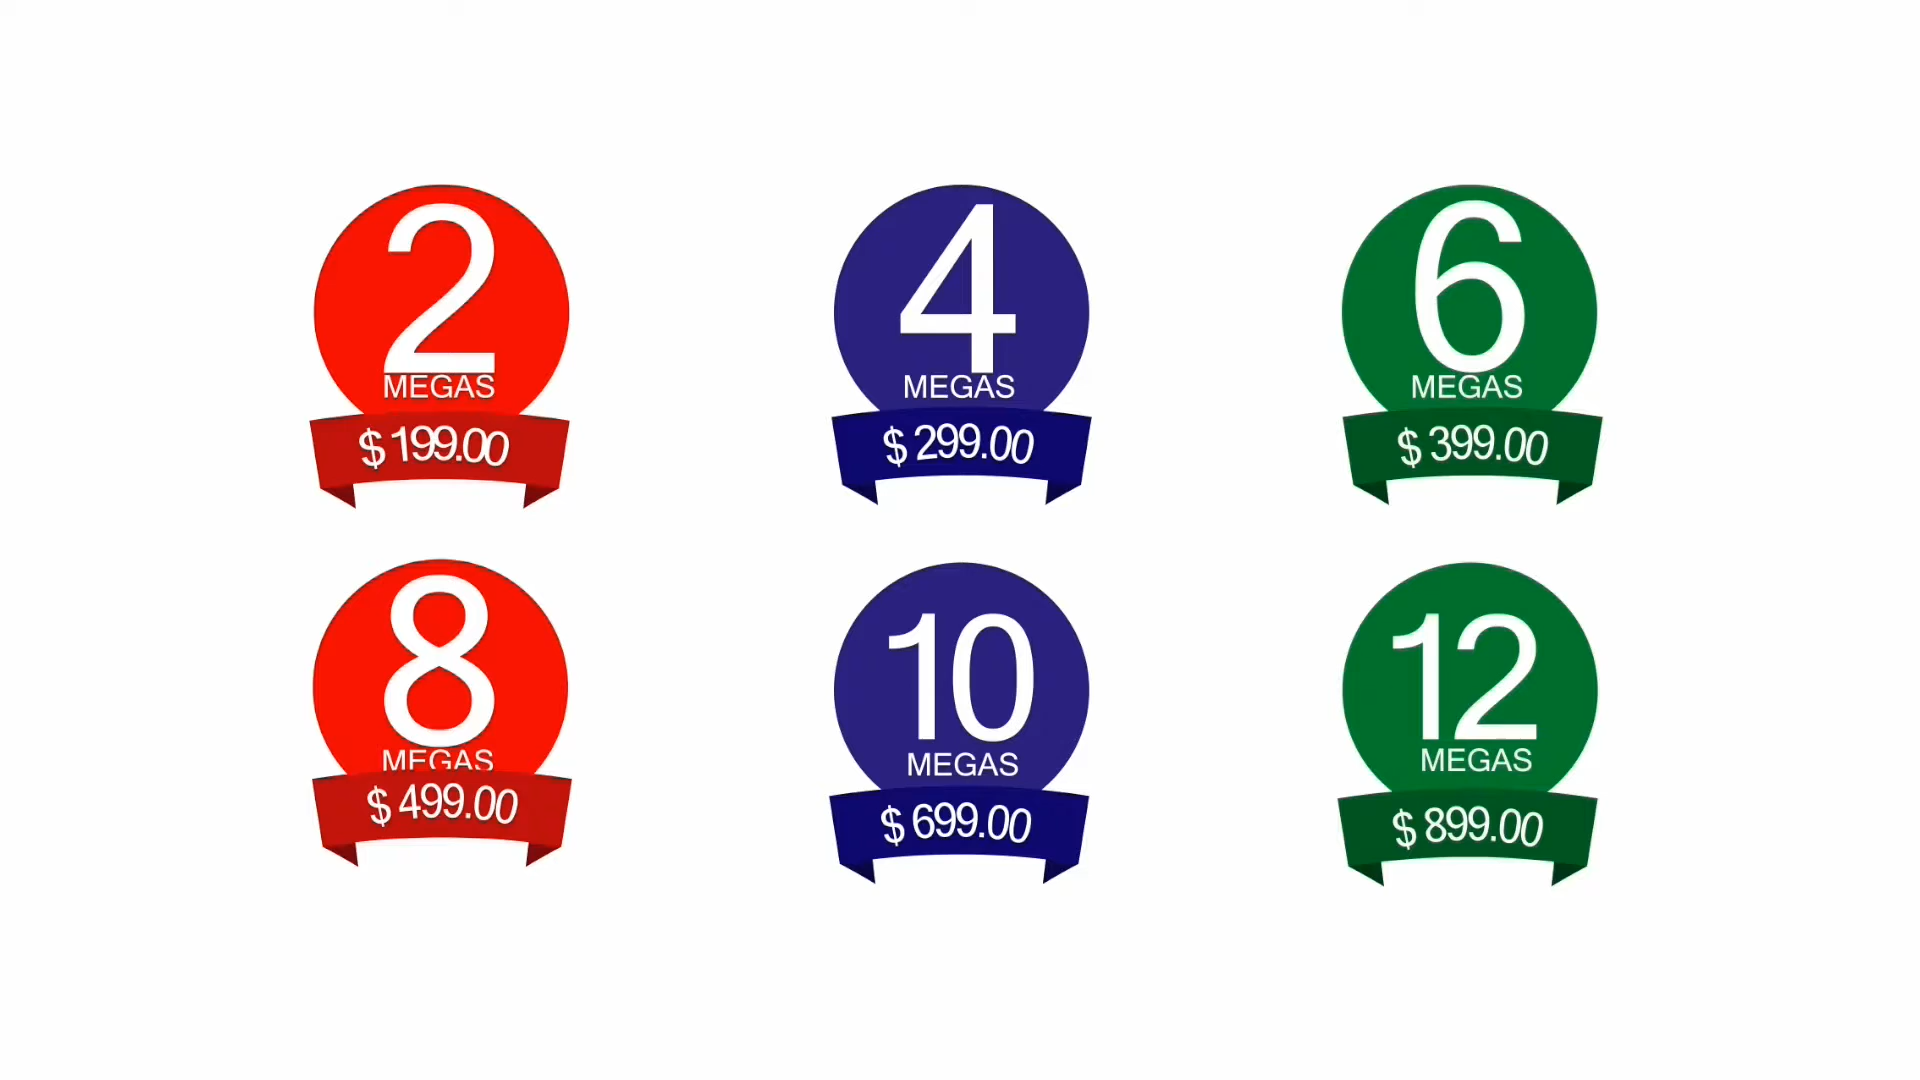 2
MEGAS
$ 199.00
4
MEGAS
$ 299.00
6
MEGAS
$ 399.00
8
MEGAS
$ 499.00
10
MEGAS
$ 699.00
12
MEGAS
$ 899.00